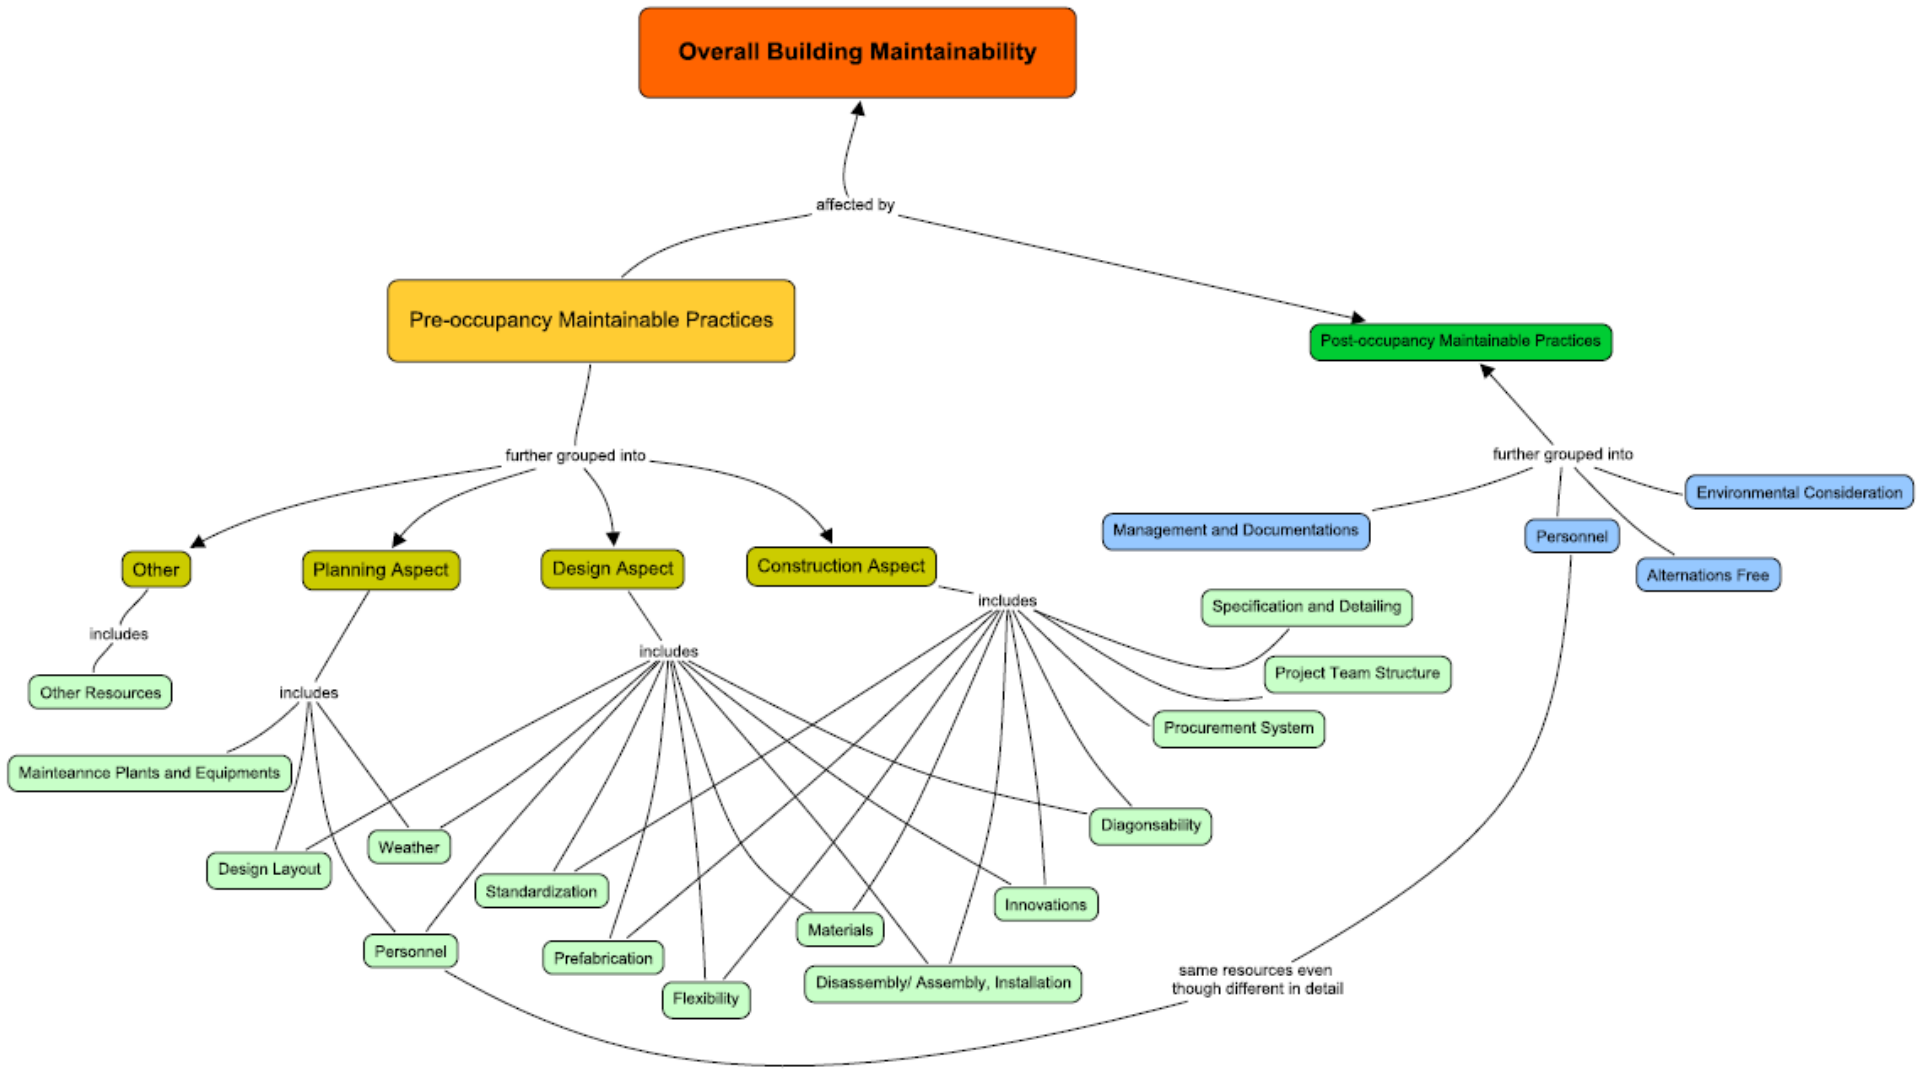 Overall Building Maintainability
affected by
Pre-occupancy Maintainable Practices
Post-occupancy Maintainable Practices
further grouped into
further grouped into
Environmental Consideration
Management and Documentations
Personnel
Alternations Free
Other
Planning Aspect
Design Aspect
Construction Aspect
includes
Specification and Detailing
includes
includes
Project Team Structure
Other Resources
includes
Procurement System
Mainteannce Plants and Equipments
Diagonsability
Weather
Design Layout
Standardization
Innovations
Materials
Personnel
Prefabrication
Disassembly/ Assembly, Installation
Flexibility
same resources even
though different in detail